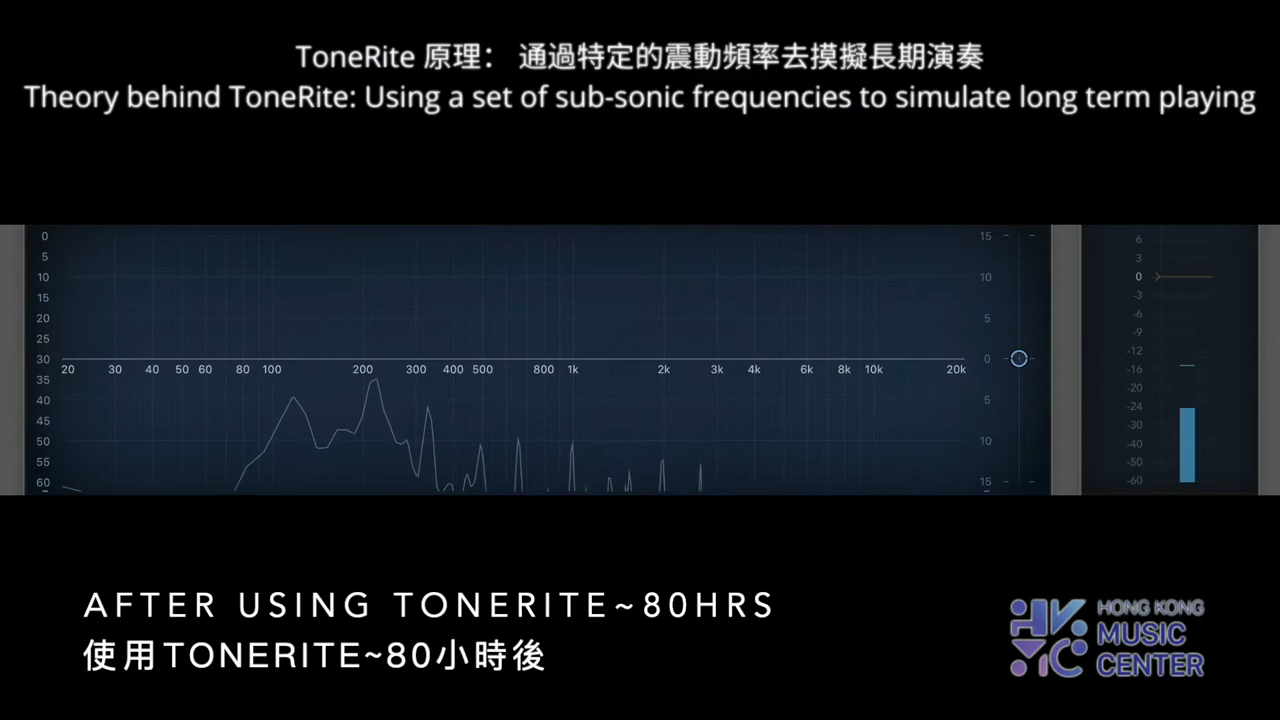 ToneRite 原理： 通過特定的震動頻率去摸擬長期演奏
Theory behind ToneRite: Using a set of sub-sonic frequencies to simulate long term playing
0 15 6
5 3
10 10 0
15 -3
20 5 -6
25 -9
30 0 -12
20 30 40 50 60 80 100 200 300 400 500 800 1k 2k 3k 4k 6k 8k 10k 20k -16
35 -20
40 5 -24
45 -30
50 10 -40
55 -50
60 15 -60
AFTER USING TONERITE~80HRS
使用TONERITE~80小時後
HONG KONG
MUSIC
CENTER